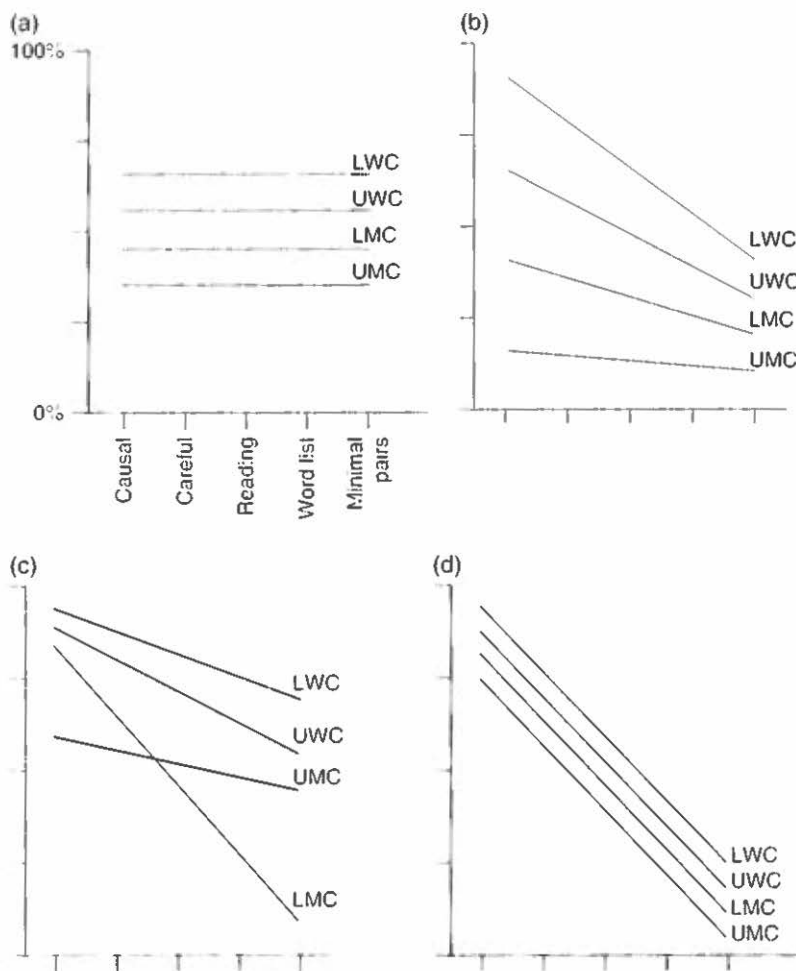 (a)
100%
LWC
UWC
LMC
UMC
0%
Causal
Careful
Reading
Word list
Minimal
pairs
(b)
LWC
UWC
LMC
UMC
(c)
LWC
UWC
UMC
LMC
(d)
LWC
UWC
LMC
UMC